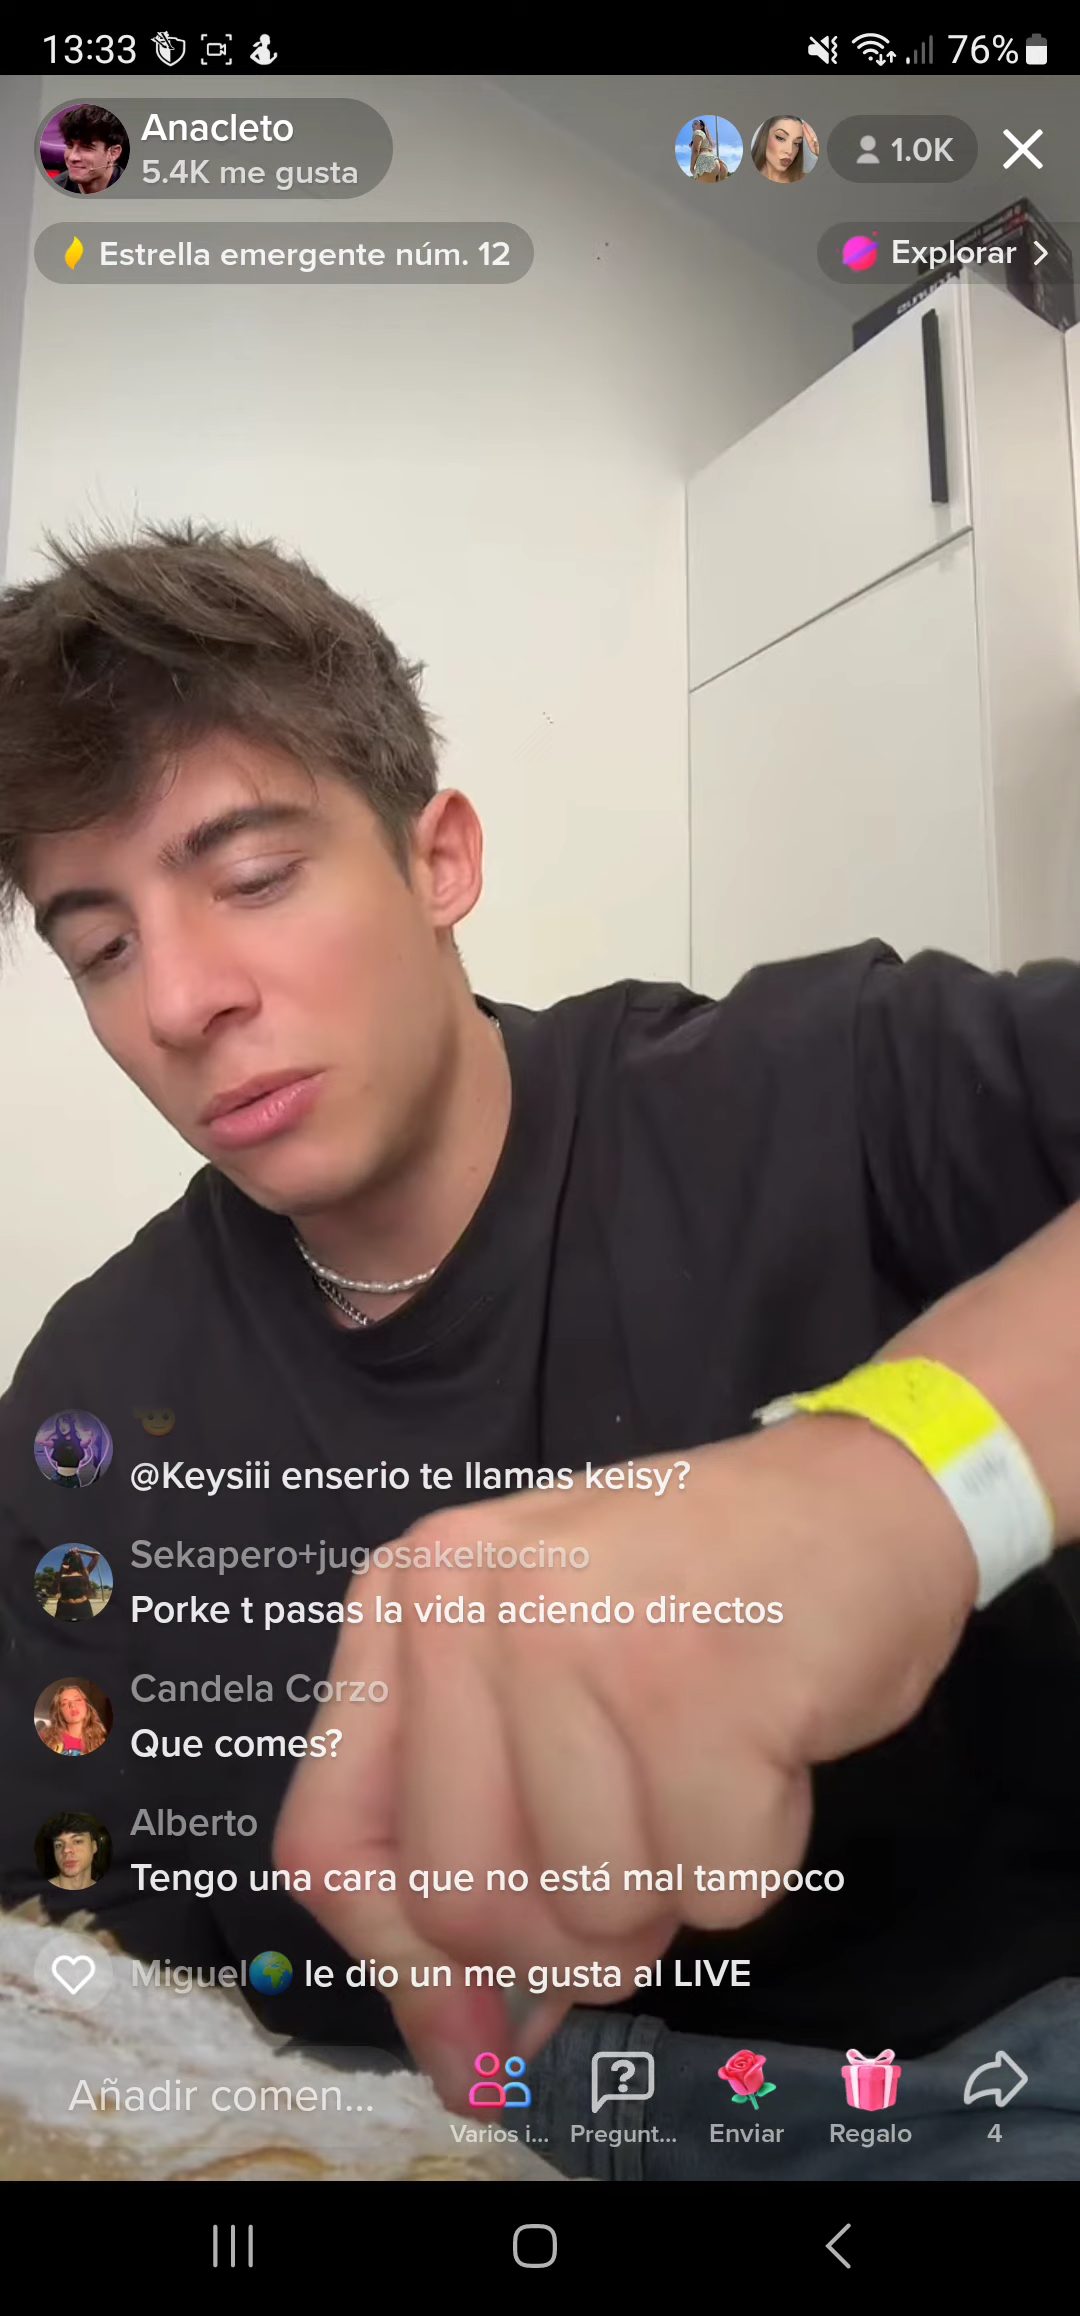 13:33
76%
Anacleto
5.4K me gusta
1.0K
Estrella emergente núm. 12
Explorar
@Keysiii enserio te llamas keisy?
Sekapero+jugosakeltocino
Porke t pasas la vida aciendo directos
Candela Corzo
Que comes?
Alberto
Tengo una cara que no está mal tampoco
Miguel🌍 le dio un me gusta al LIVE
Añadir comen...
Varios i...
Pregunt...
Enviar
Regalo
4